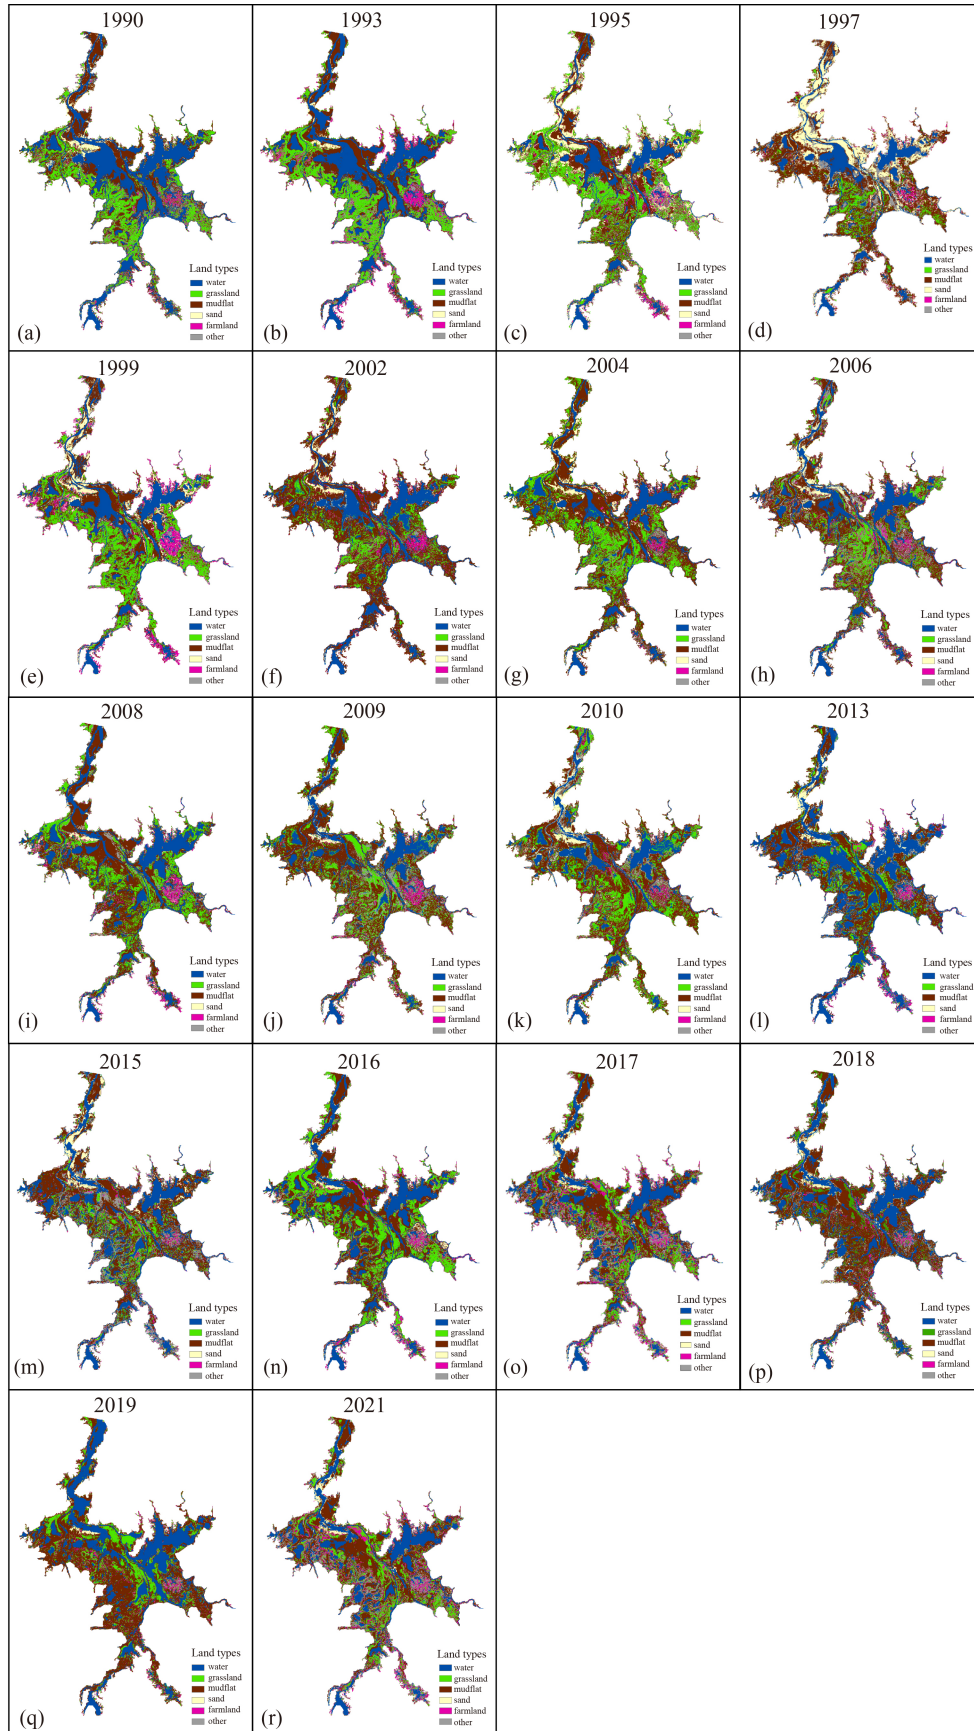 1990
Land types
water
grassland
mudflat
sand
farmland
other
(a)
1993
Land types
water
grassland
mudflat
sand
farmland
other
(b)
1995
Land types
water
grassland
mudflat
sand
farmland
other
(c)
1997
Land types
water
grassland
mudflat
sand
farmland
other
(d)
1999
Land types
water
grassland
mudflat
sand
farmland
other
(e)
2002
Land types
water
grassland
mudflat
sand
farmland
other
(f)
2004
Land types
water
grassland
mudflat
sand
farmland
other
(g)
2006
Land types
water
grassland
mudflat
sand
farmland
other
(h)
2008
Land types
water
grassland
mudflat
sand
farmland
other
(i)
2009
Land types
water
grassland
mudflat
sand
farmland
other
(j)
2010
Land types
water
grassland
mudflat
sand
farmland
other
(k)
2013
Land types
water
grassland
mudflat
sand
farmland
other
(l)
2015
Land types
water
grassland
mudflat
sand
farmland
other
(m)
2016
Land types
water
grassland
mudflat
sand
farmland
other
(n)
2017
Land types
water
grassland
mudflat
sand
farmland
other
(o)
2018
Land types
water
grassland
mudflat
sand
farmland
other
(p)
2019
Land types
water
grassland
mudflat
sand
farmland
other
(q)
2021
Land types
water
grassland
mudflat
sand
farmland
other
(r)